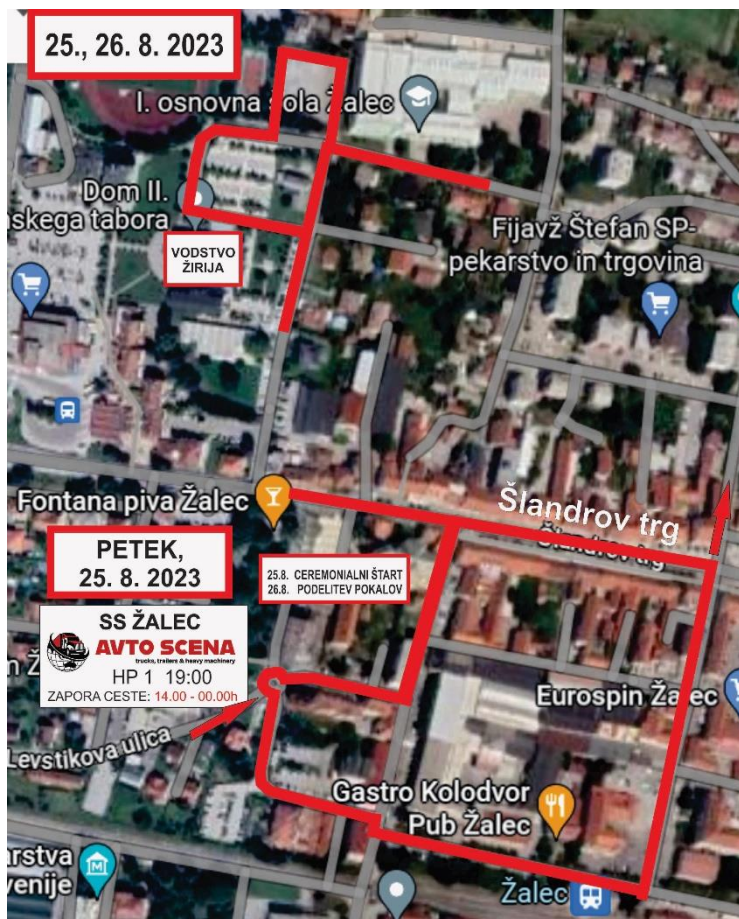 25., 26. 8. 2023
I. osnovna šola Žalec
Dom II.
skega tabora
VODSTVO
ŽIRIJA
Fijavž Štefan SP-
pekarstvo in trgovina
Fontana piva Žalec
Šlandrov trg
Šlandrov trg
PETEK,
25. 8. 2023
25.8. CEREMONIALNI ŠTART
26.8. PODELITEV POKALOV
SS ŽALEC
AVTO SCENA
trucks, trailers & heavy machinery
HP 1 19:00
ZAPORA CESTE: 14.00 - 00.00h
Eurospin Žalec
Levstikova ulica
Gastro Kolodvor
Pub Žalec
arstva
venije
Žalec